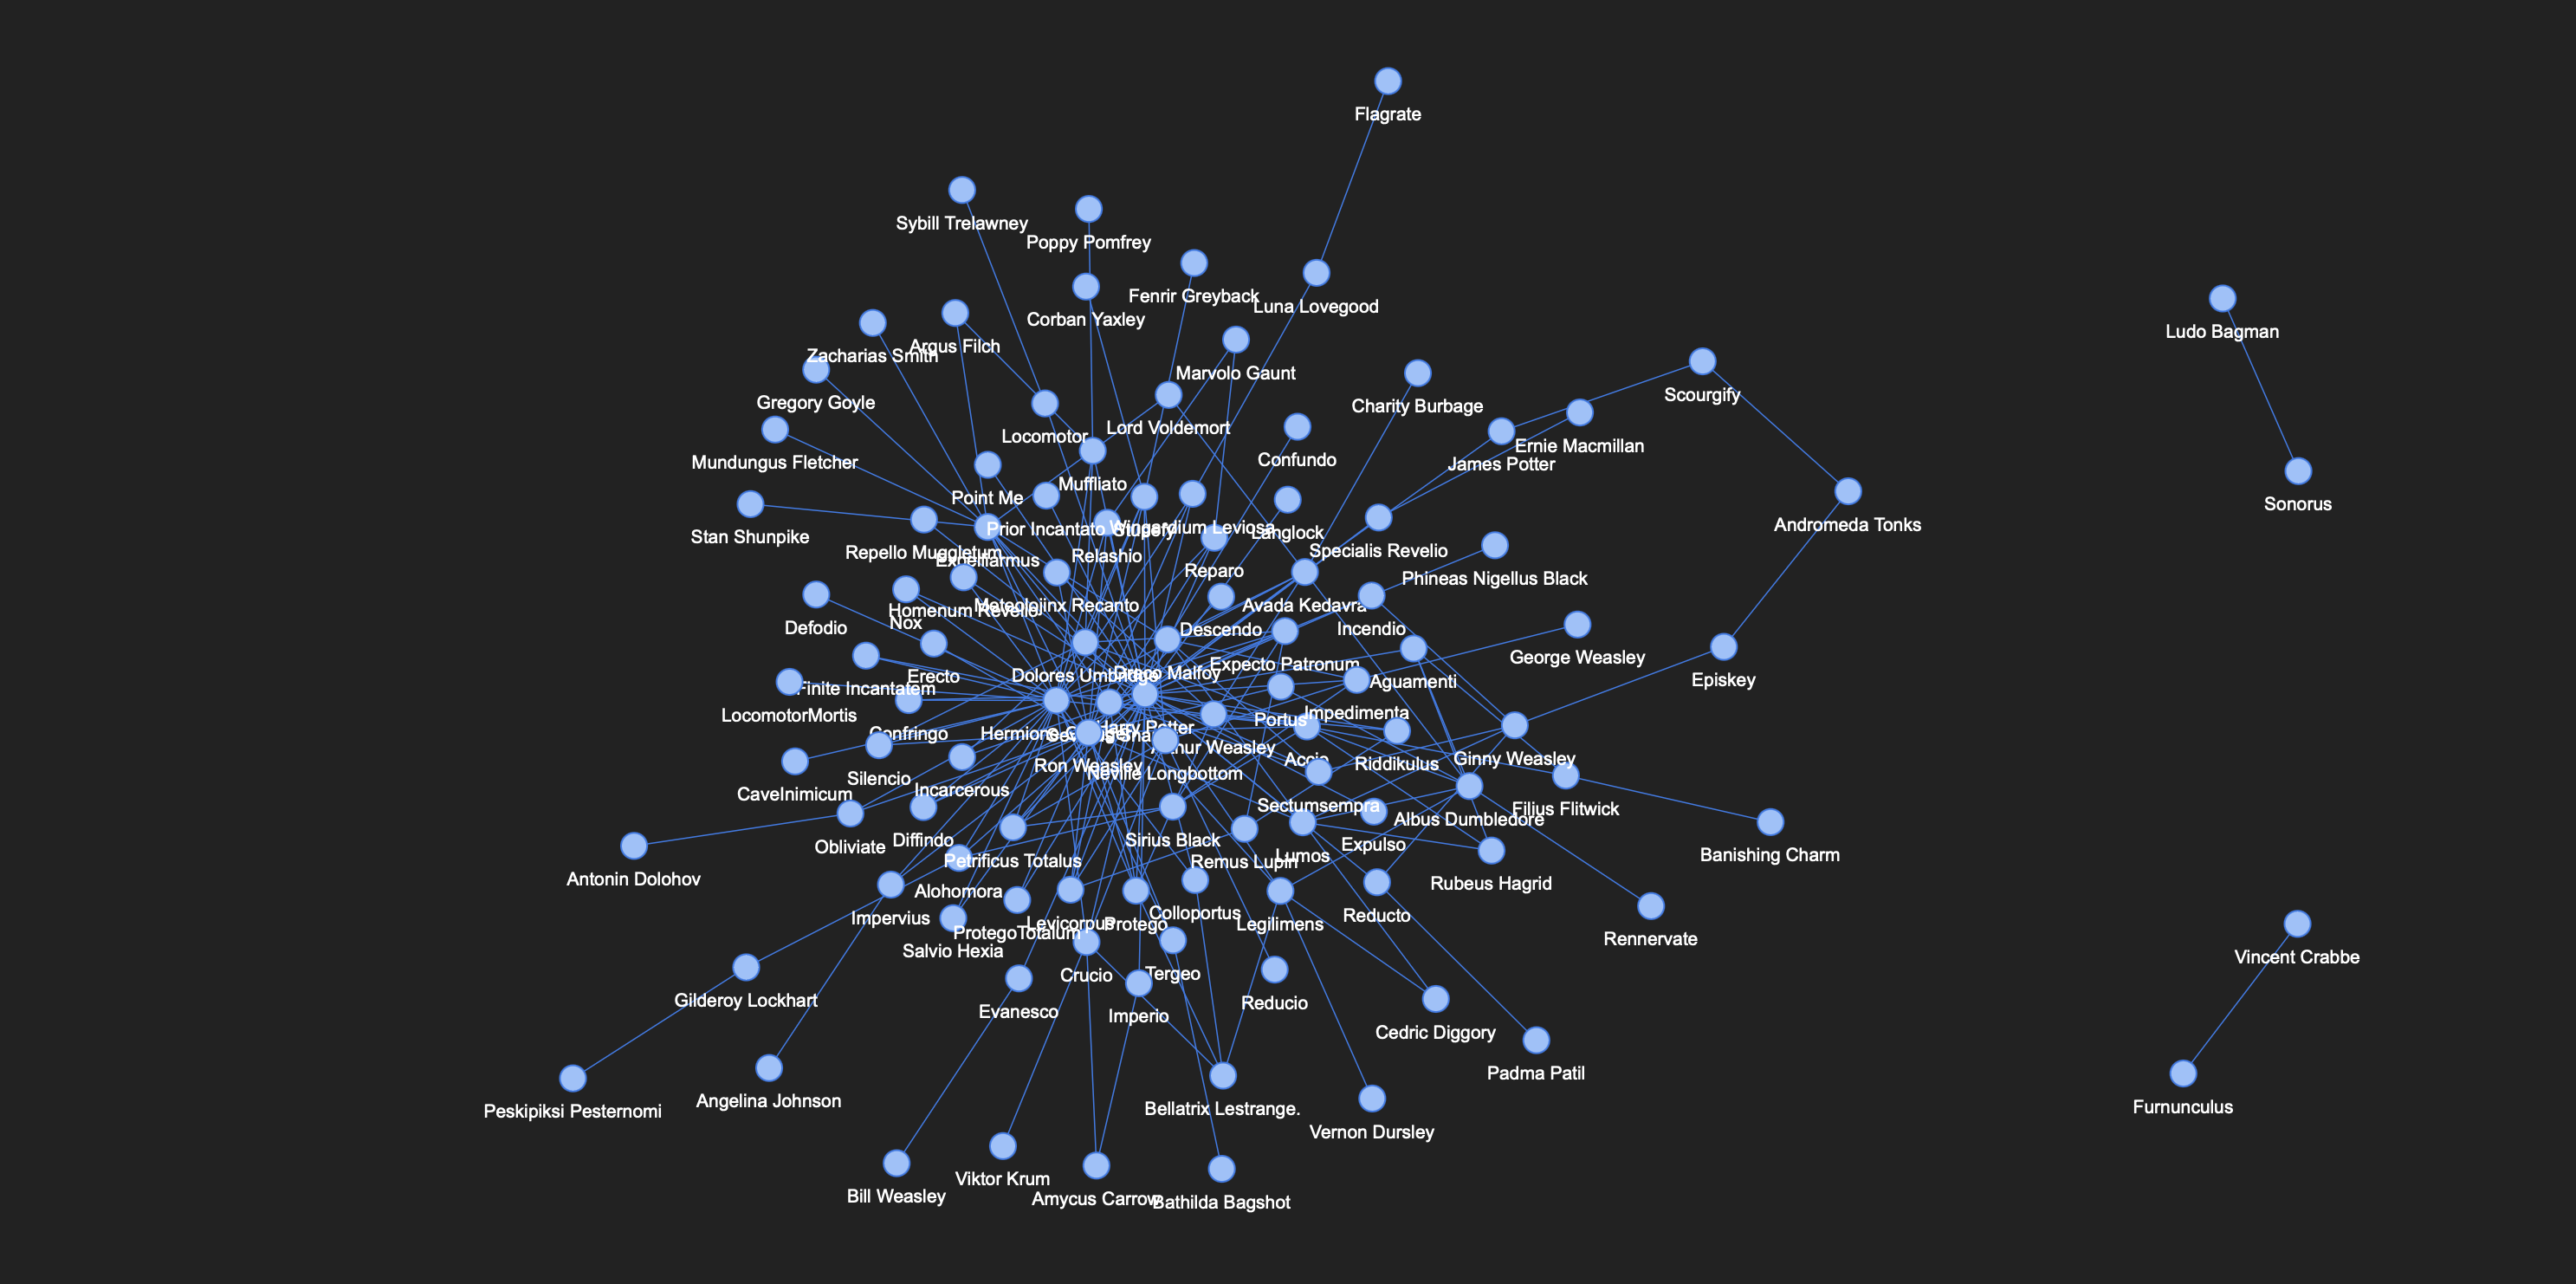 Flagrate
Sybill Trelawney
Poppy Pomfrey
Fenrir Greyback
Luna Lovegood
Corban Yaxley
Ludo Bagman
Argus Filch
Zacharias Smith
Marvolo Gaunt
Scourgify
Gregory Goyle
Charity Burbage
Lord Voldemort
Locomotor
Ernie Macmillan
Confundo
Mundungus Fletcher
James Potter
Muffliato
Point Me
Sonorus
Andromeda Tonks
Wingardium Leviosa
Prior Incantato
Stupefy
Langlock
Stan Shunpike
Specialis Revelio
Repello Muggletum
Relashio
Expelliarmus
Reparo
Phineas Nigellus Black
Meteolojinx Recanto
Avada Kedavra
Homenum Revelio
Nox
Defodio
Descendo
Incendio
George Weasley
Expecto Patronum
Draco Malfoy
Dolores Umbridge
Erecto
Aguamenti
Episkey
Finite Incantatem
LocomotorMortis
Impedimenta
Portus
Harry Potter
Hermione
Confringo
Arthur Weasley
Accio
Ginny Weasley
Riddikulus
Ron Weasley
Neville Longbottom
Silencio
Incarcerous
CaveInimicum
Sectumsempra
Filius Flitwick
Albus Dumbledore
Diffindo
Sirius Black
Expulso
Obliviate
Lumos
Banishing Charm
Petrificus Totalus
Remus Lupin
Antonin Dolohov
Rubeus Hagrid
Alohomora
Colloportus
Reducto
Impervius
Levicorpus
Protego
Legilimens
ProtegoTotalum
Rennervate
Salvio Hexia
Vincent Crabbe
Crucio
Tergeo
Gilderoy Lockhart
Reducio
Evanesco
Imperio
Cedric Diggory
Padma Patil
Angelina Johnson
Furnunculus
Bellatrix Lestrange.
Peskipiksi Pesternomi
Vernon Dursley
Viktor Krum
Bill Weasley
Amycus Carrow
Bathilda Bagshot